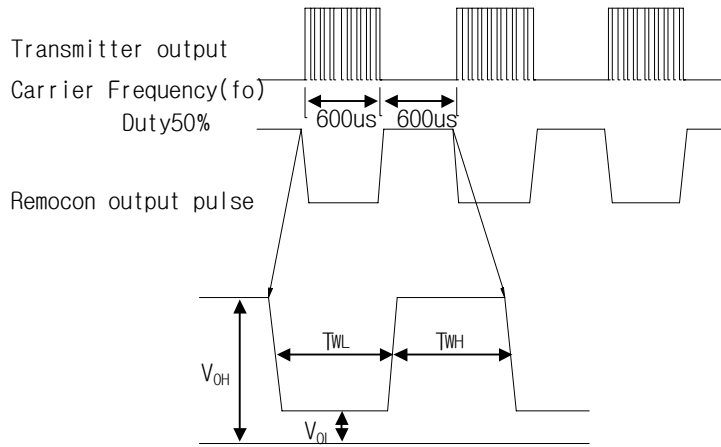 Transmitter output
Carrier Frequency(fo)
Duty50%
600us 600us
Remocon output pulse
TWL TWH
VOH
VOL